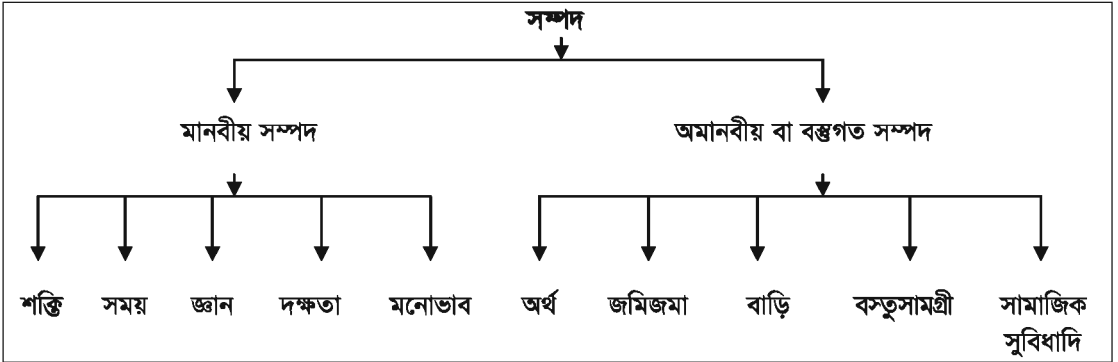 সম্পদ
মানবীয় সম্পদ অমানবীয় বা বস্তুগত সম্পদ
শক্তি সময় জ্ঞান দক্ষতা মনোভাব অর্থ জমিজমা বাড়ি বস্তুসামগ্রী সামাজিক
সুবিধাদি